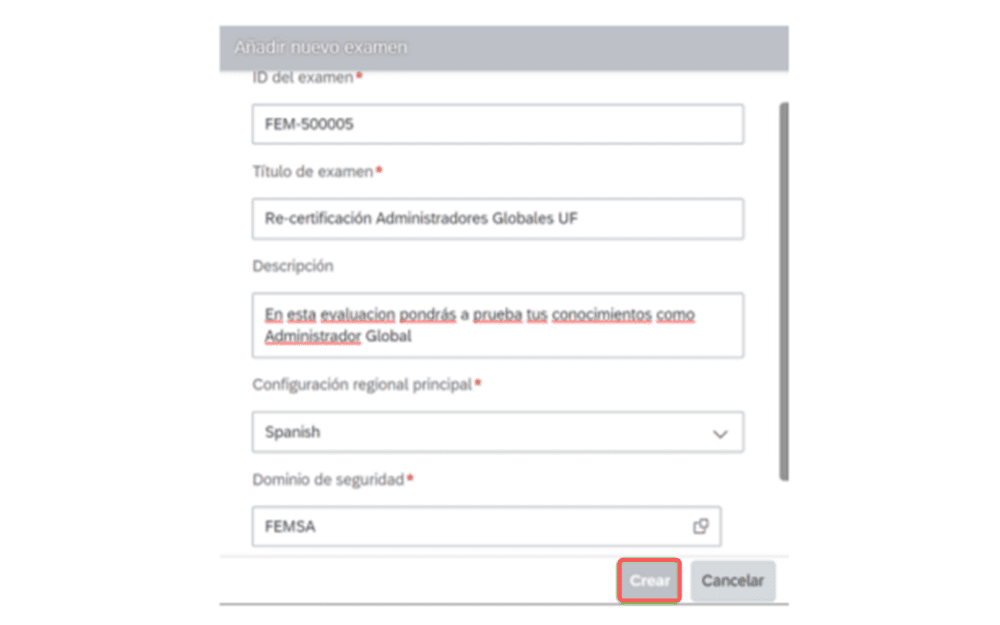 Añadir nuevo examen
ID del examen*
FEM-500005
Título de examen*
Re-certificación Administradores Globales UF
Descripción
En esta evaluacion pondrás a prueba tus conocimientos como
Administrador Global
Configuración regional principal*
Spanish
Dominio de seguridad*
FEMSA
Crear Cancelar